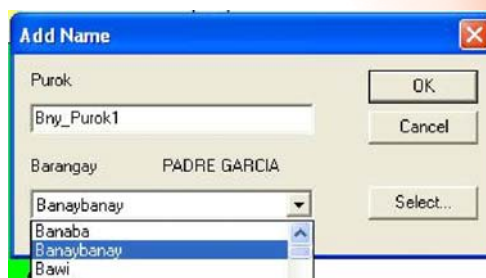 Add Name
Purok
OK
Bny_Purok1
Cancel
Barangay PADRE GARCIA
Banaybanay
Select...
Banaba
Banaybanay
Bawi